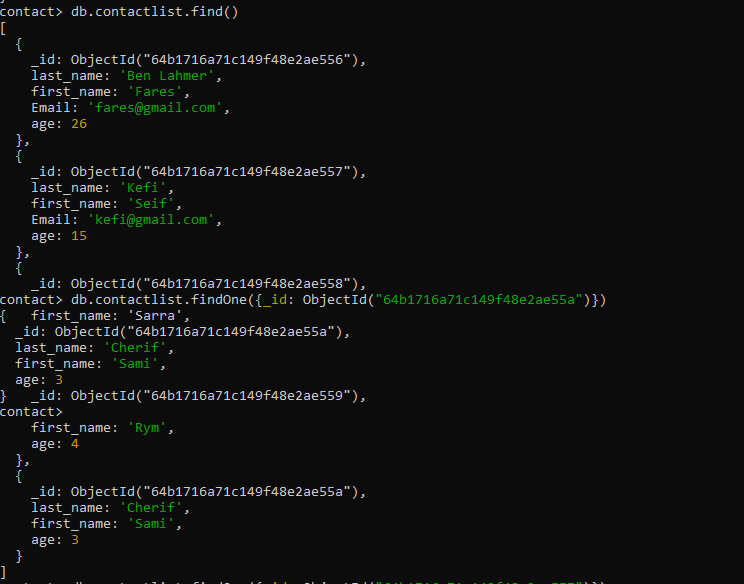 contact> db.contactlist.find()
[
  {
    _id: ObjectId("64b1716a71c149f48e2ae556"),
    last_name: 'Ben Lahmer',
    first_name: 'Fares',
    Email: 'fares@gmail.com',
    age: 26
  },
  {
    _id: ObjectId("64b1716a71c149f48e2ae557"),
    last_name: 'Kefi',
    first_name: 'Seif',
    Email: 'kefi@gmail.com',
    age: 15
  },
  {
    _id: ObjectId("64b1716a71c149f48e2ae558"),
contact> db.contactlist.findOne({_id: ObjectId("64b1716a71c149f48e2ae55a")})
{   first_name: 'Sarra',
  _id: ObjectId("64b1716a71c149f48e2ae55a"),
  last_name: 'Cherif',
  first_name: 'Sami',
  age: 3
}   _id: ObjectId("64b1716a71c149f48e2ae559"),
contact>
    first_name: 'Rym',
    age: 4
  },
  {
    _id: ObjectId("64b1716a71c149f48e2ae55a"),
    last_name: 'Cherif',
    first_name: 'Sami',
    age: 3
  }
]